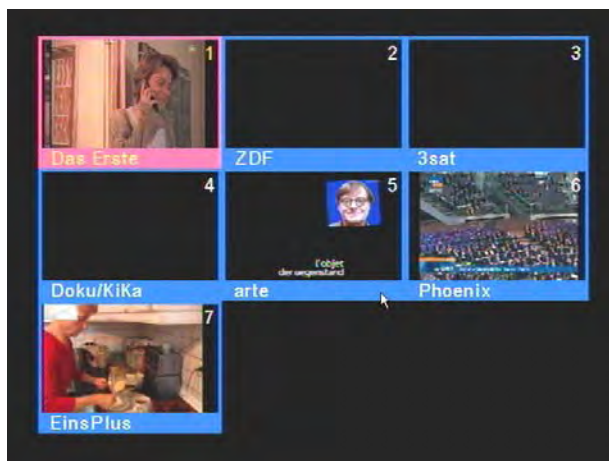 1
Das Erste
2
ZDF
3
3sat
4
Doku/KiKa
5
l'objet
der gegenstand
arte
6
Phoenix
7
EinsPlus